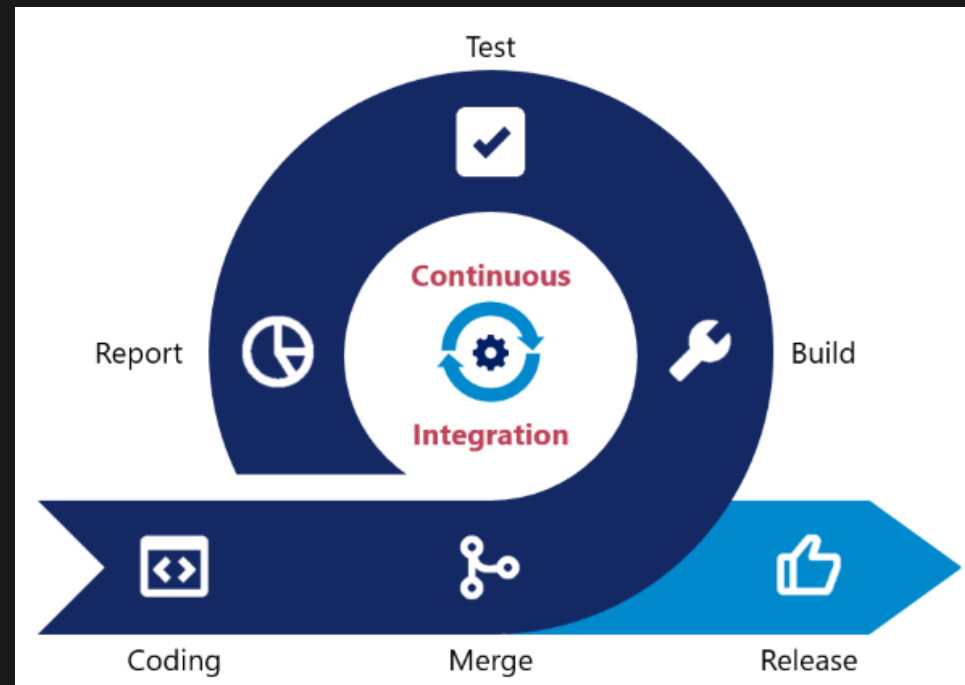 Test
Continuous
Report
Build
Integration
Coding
Merge
Release